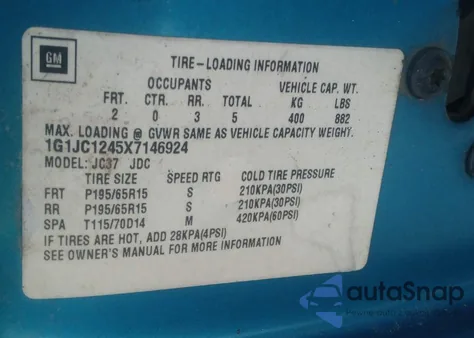 GM
TIRE-LOADING INFORMATION
OCCUPANTS VEHICLE CAP. WT.
FRT. CTR. RR. TOTAL KG LBS
2 0 3 5 400 882
MAX. LOADING @ GVWR SAME AS VEHICLE CAPACITY WEIGHT.
1G1JC1245X7146924
MODEL: JC37 JDC
TIRE SIZE SPEED RTG COLD TIRE PRESSURE
FRT P195/65R15 S 210KPA(30PSI)
RR P195/65R15 S 210KPA(30PSI)
SPA T115/70D14 M 420KPA(60PSI)
IF TIRES ARE HOT, ADD 28KPA(4PSI)
SEE OWNER'S MANUAL FOR MORE INFORMATION
autoSnap